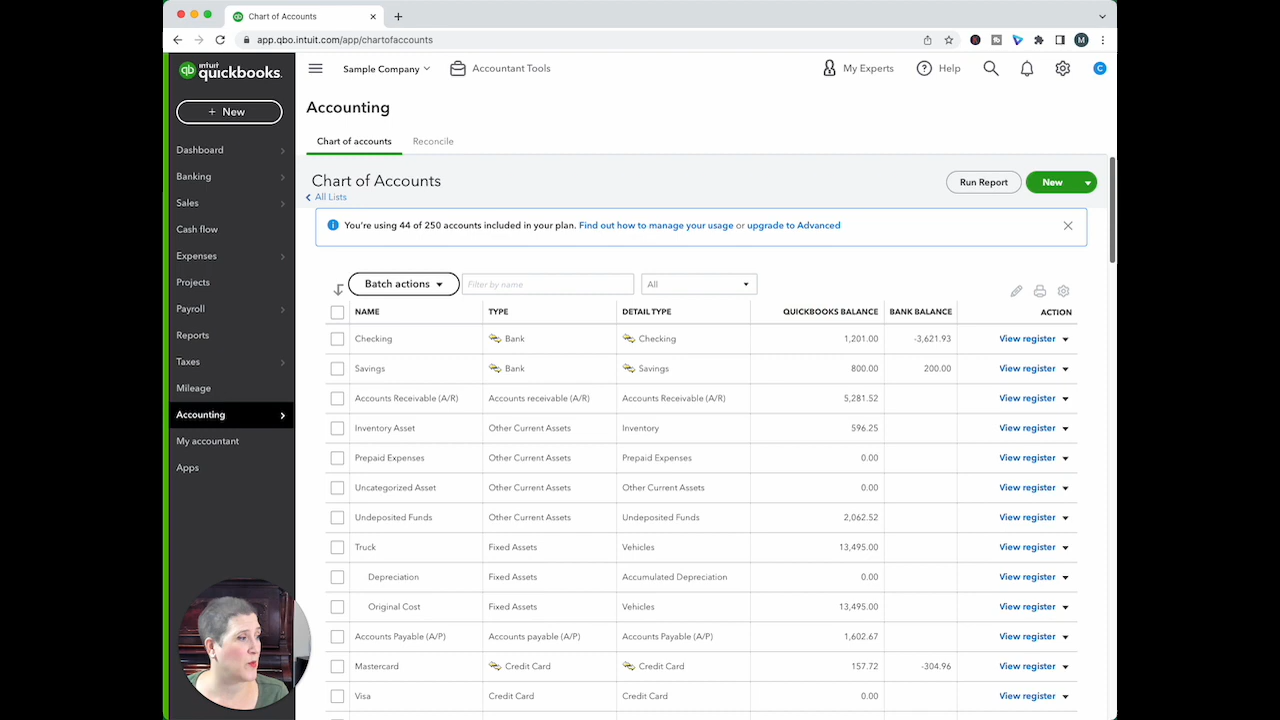 Chart of Accounts
app.qbo.intuit.com/app/chartofaccounts
M
intuit
quickbooks.
Sample Company
Accountant Tools
My Experts
Help
C
+ New
Dashboard
Banking
Sales
Cash flow
Expenses
Projects
Payroll
Reports
Taxes
Mileage
Accounting
My accountant
Apps
Accounting
Chart of accounts Reconcile
Chart of Accounts
All Lists
Run Report New
You're using 44 of 250 accounts included in your plan. Find out how to manage your usage or upgrade to Advanced
Batch actions Filter by name All
NAME TYPE DETAIL TYPE QUICKBOOKS BALANCE BANK BALANCE ACTION
Checking Bank Checking 1,201.00 -3,621.93 View register
Savings Bank Savings 800.00 200.00 View register
Accounts Receivable (A/R) Accounts receivable (A/R) Accounts Receivable (A/R) 5,281.52 View register
Inventory Asset Other Current Assets Inventory 596.25 View register
Prepaid Expenses Other Current Assets Prepaid Expenses 0.00 View register
Uncategorized Asset Other Current Assets Other Current Assets 0.00 View register
Undeposited Funds Other Current Assets Undeposited Funds 2,062.52 View register
Truck Fixed Assets Vehicles 13,495.00 View register
Depreciation Fixed Assets Accumulated Depreciation 0.00 View register
Original Cost Fixed Assets Vehicles 13,495.00 View register
Accounts Payable (A/P) Accounts payable (A/P) Accounts Payable (A/P) 1,602.67 View register
Mastercard Credit Card Credit Card 157.72 -304.96 View register
Visa Credit Card Credit Card 0.00 View register